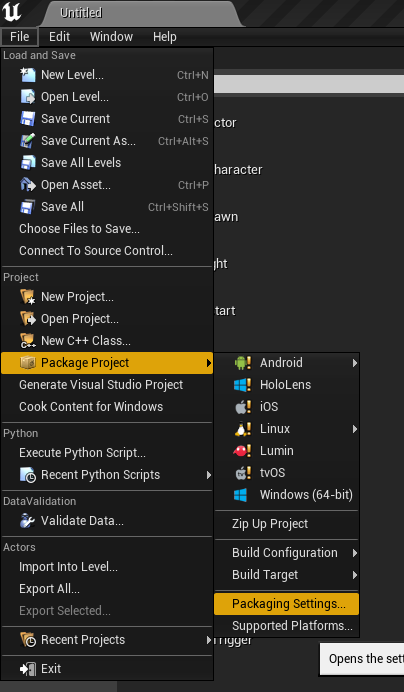 Untitled
File Edit Window Help
Load and Save
New Level... Ctrl+N
Open Level... Ctrl+O
Save Current Ctrl+S
Save Current As... Ctrl+Alt+S
Save All Levels
Open Asset... Ctrl+P
Save All Ctrl+Shift+S
Choose Files to Save...
Connect To Source Control...
Project
New Project...
Open Project...
New C++ Class...
Package Project
Generate Visual Studio Project
Cook Content for Windows
Python
Execute Python Script...
Recent Python Scripts
DataValidation
Validate Data...
Actors
Import Into Level...
Export All...
Export Selected...
Recent Projects
Exit
ctor
haracter
awn
ght
tart
Android
HoloLens
iOS
Linux
Lumin
tvOS
Windows (64-bit)
Zip Up Project
Build Configuration
Build Target
Packaging Settings...
Supported Platforms...
Opens the sett